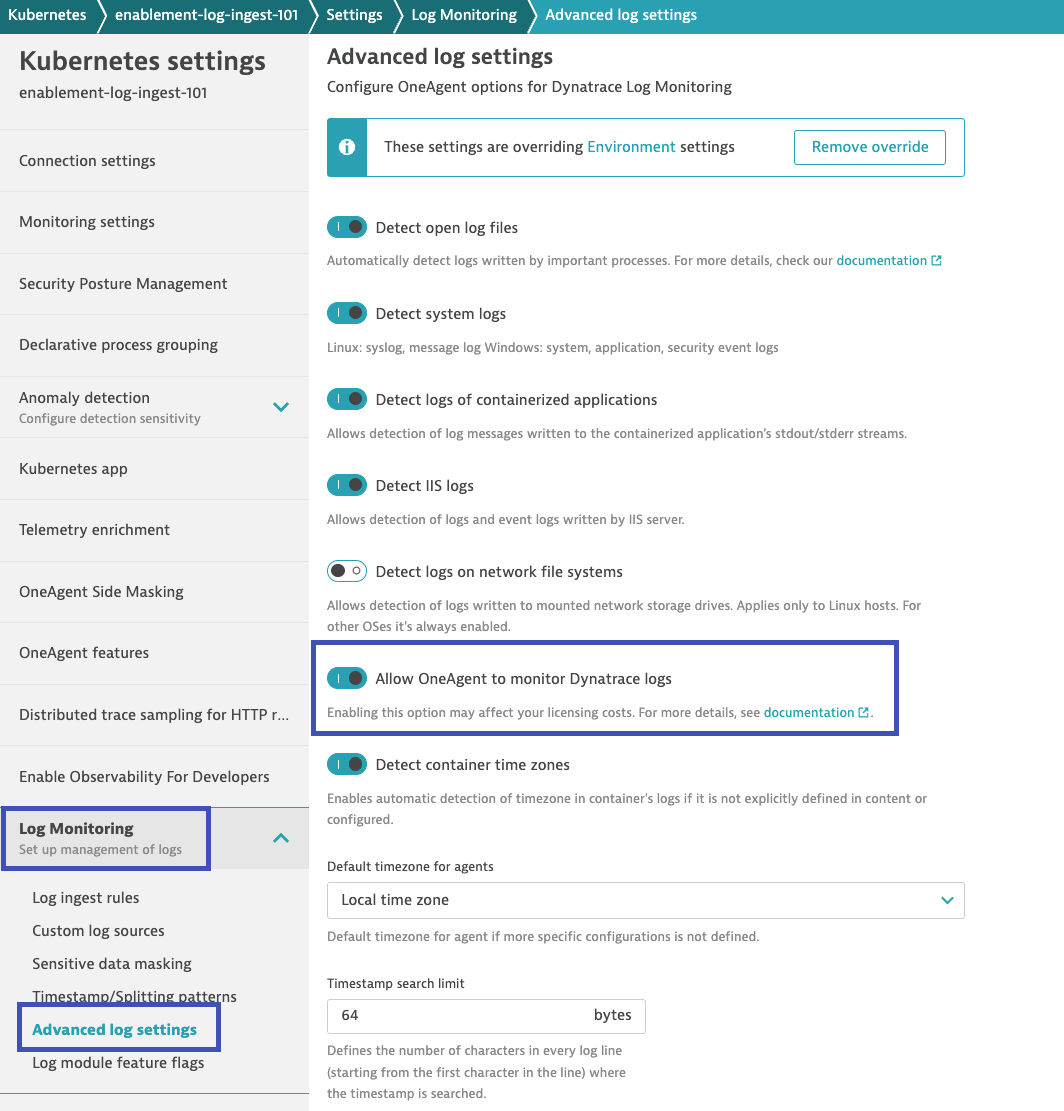 Kubernetes
enablement-log-ingest-101
Settings
Log Monitoring
Advanced log settings
Kubernetes settings
enablement-log-ingest-101
Connection settings
Monitoring settings
Security Posture Management
Declarative process grouping
Anomaly detection
Configure detection sensitivity
Kubernetes app
Telemetry enrichment
OneAgent Side Masking
OneAgent features
Distributed trace sampling for HTTP r...
Enable Observability For Developers
Log Monitoring
Set up management of logs
Log ingest rules
Custom log sources
Sensitive data masking
Timestamp/Splitting patterns
Advanced log settings
Log module feature flags
Advanced log settings
Configure OneAgent options for Dynatrace Log Monitoring
These settings are overriding Environment settings
Remove override
Detect open log files
Automatically detect logs written by important processes. For more details, check our documentation
Detect system logs
Linux: syslog, message log Windows: system, application, security event logs
Detect logs of containerized applications
Allows detection of log messages written to the containerized application's stdout/stderr streams.
Detect IIS logs
Allows detection of logs and event logs written by IIS server.
Detect logs on network file systems
Allows detection of logs written to mounted network storage drives. Applies only to Linux hosts. For
other OSes it's always enabled.
Allow OneAgent to monitor Dynatrace logs
Enabling this option may affect your licensing costs. For more details, see documentation .
Detect container time zones
Enables automatic detection of timezone in container's logs if it is not explicitly defined in content or
configured.
Default timezone for agents
Local time zone
Default timezone for agent if more specific configurations is not defined.
Timestamp search limit
64 bytes
Defines the number of characters in every log line
(starting from the first character in the line) where
the timestamp is searched.